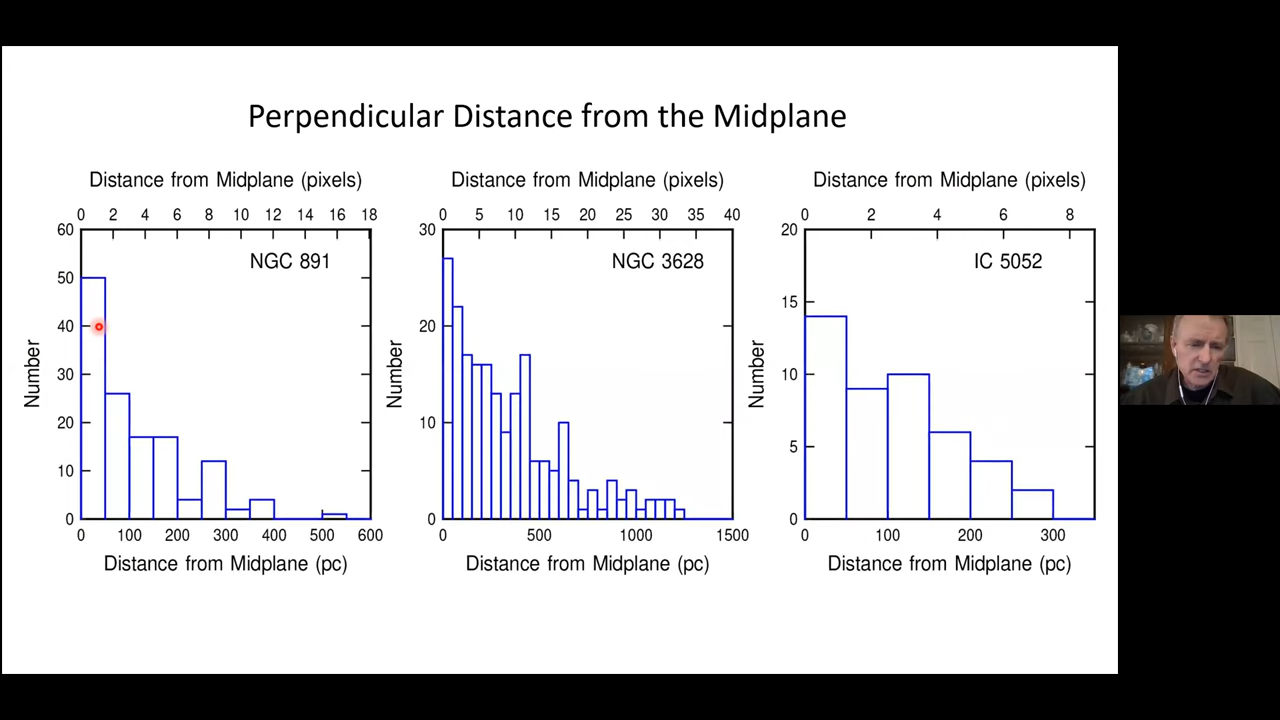 Perpendicular Distance from the Midplane
Distance from Midplane (pixels)
0 2 4 6 8 10 12 14 16 18
60
50
40
30
20
10
0
Number
NGC 891
0 100 200 300 400 500 600
Distance from Midplane (pc)
Distance from Midplane (pixels)
0 5 10 15 20 25 30 35 40
30
20
10
0
Number
NGC 3628
0 500 1000 1500
Distance from Midplane (pc)
Distance from Midplane (pixels)
0 2 4 6 8
20
15
10
5
0
Number
IC 5052
0 100 200 300
Distance from Midplane (pc)